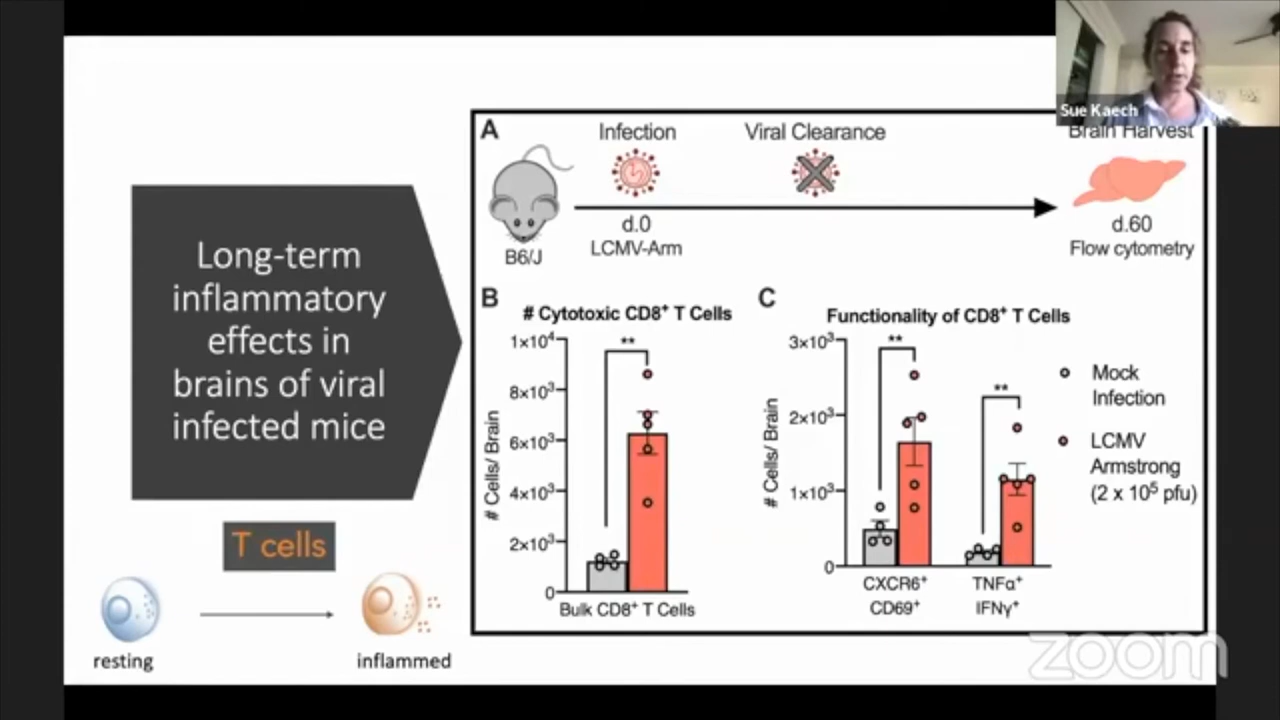 Sue Kaech
Long-term
inflammatory
effects in
brains of viral
infected mice
T cells
resting
inflammed
A
Infection
Viral Clearance
Brain Harvest
B6/J
d.0
LCMV-Arm
d.60
Flow cytometry
B
# Cytotoxic CD8⁺ T Cells
# Cells/ Brain
1×10⁴
8×10³
6×10³
4×10³
2×10³
0
**
Bulk CD8⁺ T Cells
C
Functionality of CD8⁺ T Cells
# Cells/ Brain
3×10³
2×10³
1×10³
0
**
**
CXCR6⁺
CD69⁺
TNFα⁺
IFNγ⁺
Mock
Infection
LCMV
Armstrong
(2 x 10⁵ pfu)
zoom